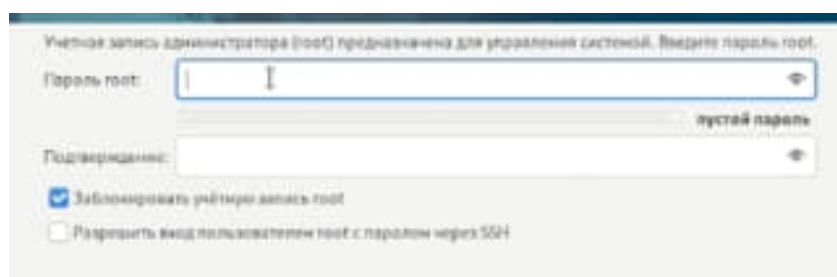 Учетная запись администратора (root) предназначена для управления системой. Введите пароль root.
Пароль root:
пустой пароль
Подтверждение:
Заблокировать учётную запись root
Разрешить вход пользователем root с паролем через SSH